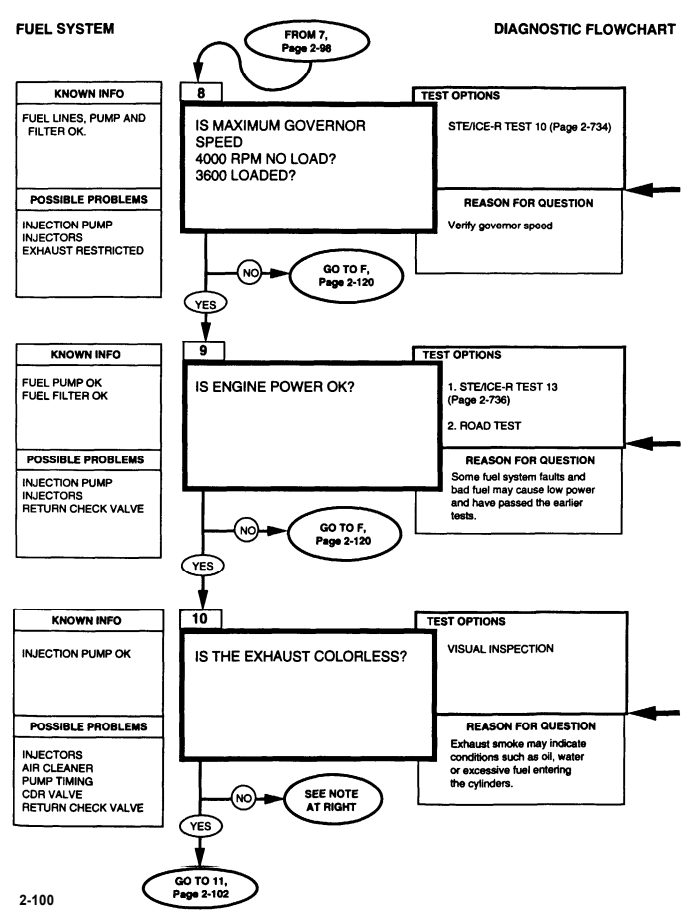 FUEL SYSTEM
DIAGNOSTIC FLOWCHART
FROM 7,
Page 2-98
KNOWN INFO
FUEL LINES, PUMP AND
FILTER OK.
POSSIBLE PROBLEMS
INJECTION PUMP
INJECTORS
EXHAUST RESTRICTED
8
IS MAXIMUM GOVERNOR
SPEED
4000 RPM NO LOAD?
3600 LOADED?
TEST OPTIONS
STE/ICE-R TEST 10 (Page 2-734)
REASON FOR QUESTION
Verify governor speed
NO
GO TO F,
Page 2-120
YES
KNOWN INFO
FUEL PUMP OK
FUEL FILTER OK
POSSIBLE PROBLEMS
INJECTION PUMP
INJECTORS
RETURN CHECK VALVE
9
IS ENGINE POWER OK?
TEST OPTIONS
1. STE/ICE-R TEST 13
(Page 2-736)
2. ROAD TEST
REASON FOR QUESTION
Some fuel system faults and
bad fuel may cause low power
and have passed the earlier
tests.
NO
GO TO F,
Page 2-120
YES
KNOWN INFO
INJECTION PUMP OK
POSSIBLE PROBLEMS
INJECTORS
AIR CLEANER
PUMP TIMING
CDR VALVE
RETURN CHECK VALVE
10
IS THE EXHAUST COLORLESS?
TEST OPTIONS
VISUAL INSPECTION
REASON FOR QUESTION
Exhaust smoke may indicate
conditions such as oil, water
or excessive fuel entering
the cylinders.
NO
SEE NOTE
AT RIGHT
YES
GO TO 11,
Page 2-102
2-100